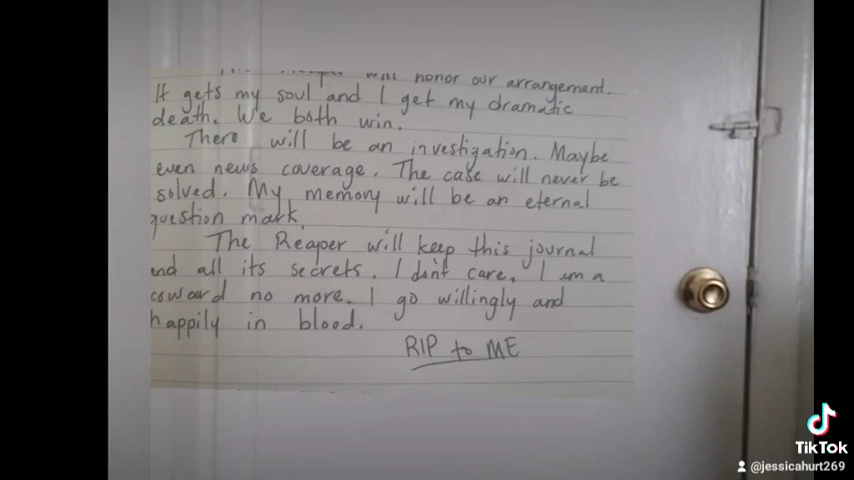 The Reaper will honor our arrangement.
It gets my soul and I get my dramatic
death. We both win.
There will be an investigation. Maybe
even news coverage. The case will never be
solved. My memory will be an eternal
question mark.
The Reaper will keep this journal
and all its secrets. I don't care. I am a
coward no more. I go willingly and
happily in blood.
RIP to ME
TikTok
@jessicahurt269